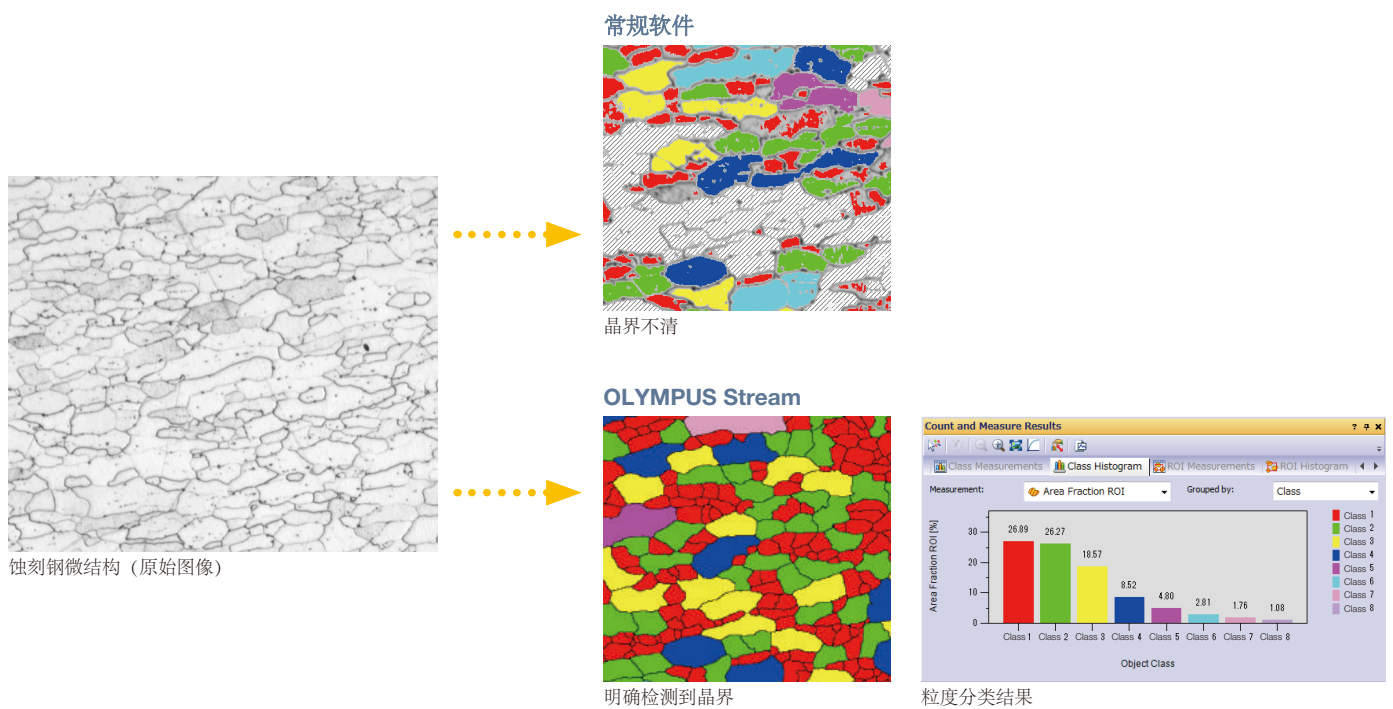 常规软件
晶界不清
蚀刻钢微结构 (原始图像)
OLYMPUS Stream
明确检测到晶界
Count and Measure Results
Class Measurements
Class Histogram
ROI Measurements
ROI Histogram
Measurement:
Area Fraction ROI
Grouped by:
Class
Area Fraction ROI [%]
30
20
10
0
26.89
26.27
18.57
8.52
4.80
2.81
1.76
1.08
Class 1
Class 2
Class 3
Class 4
Class 5
Class 6
Class 7
Class 8
Object Class
Class 1
Class 2
Class 3
Class 4
Class 5
Class 6
Class 7
Class 8
粒度分类结果